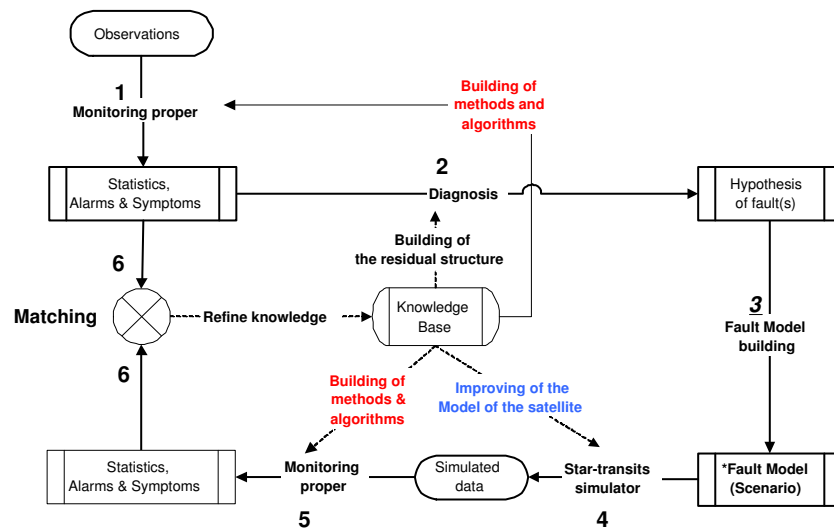 Observations
1
Monitoring proper
Building of
methods and
algorithms
Statistics,
Alarms & Symptoms
2
Diagnosis
Hypothesis
of fault(s)
Building of
the residual structure
6
Matching
Refine knowledge
Knowledge
Base
3
Fault Model
building
6
Building of
methods &
algorithms
Improving of the
Model of the satellite
Statistics,
Alarms & Symptoms
Monitoring
proper
5
Simulated
data
Star-transits
simulator
4
*Fault Model
(Scenario)